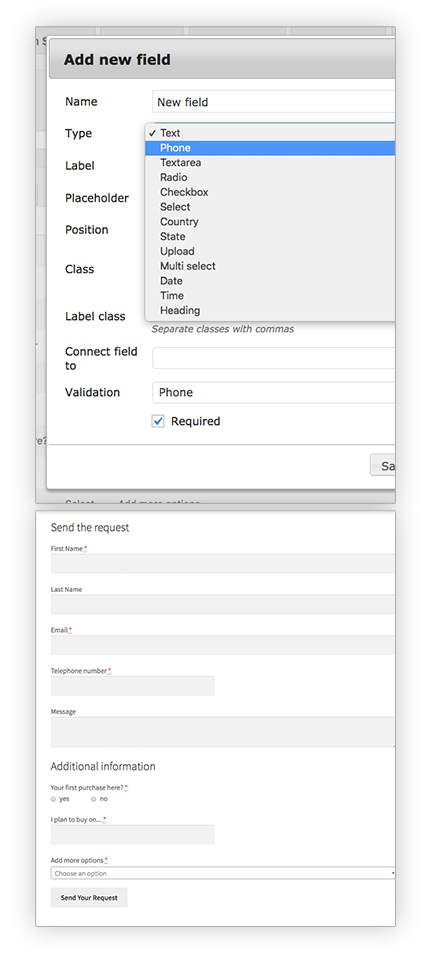 Add new field
Name
New field
Type
✓ Text
Phone
Textarea
Radio
Checkbox
Select
Country
State
Upload
Multi select
Date
Time
Heading
Label
Placeholder
Position
Class
Label class
Separate classes with commas
Connect field
to
Validation
Phone
Required
Send the request
First Name *
Last Name
Email *
Telephone number *
Message
Additional information
Your first purchase here? *
yes no
I plan to buy on... *
Add more options *
Choose an option
Send Your Request